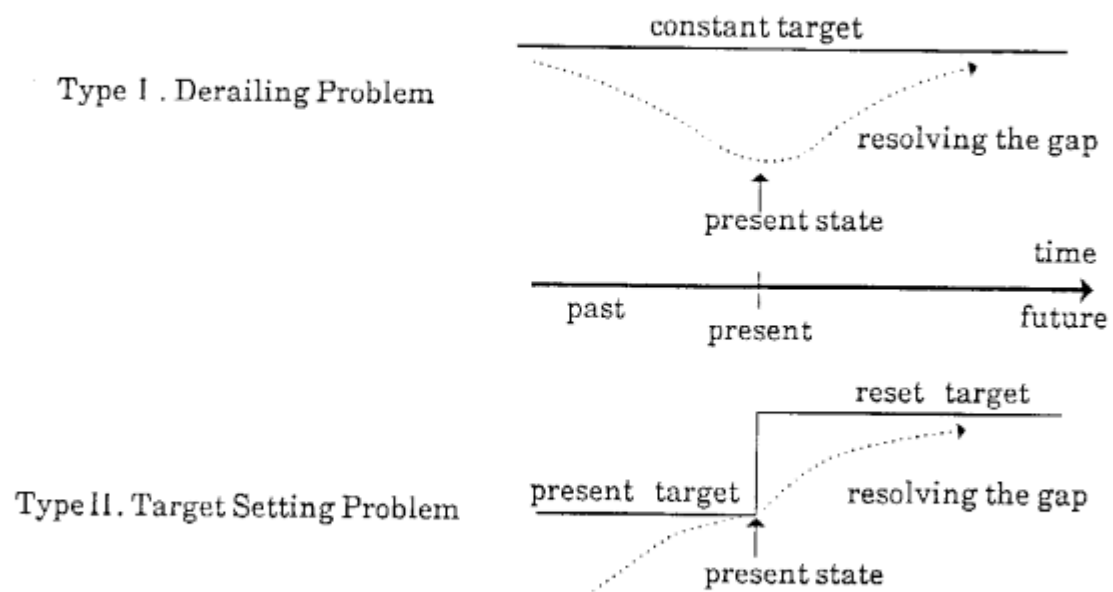 constant target
Type I. Derailing Problem
resolving the gap
present state
time
past
present
future
reset target
present target
Type II. Target Setting Problem
resolving the gap
present state